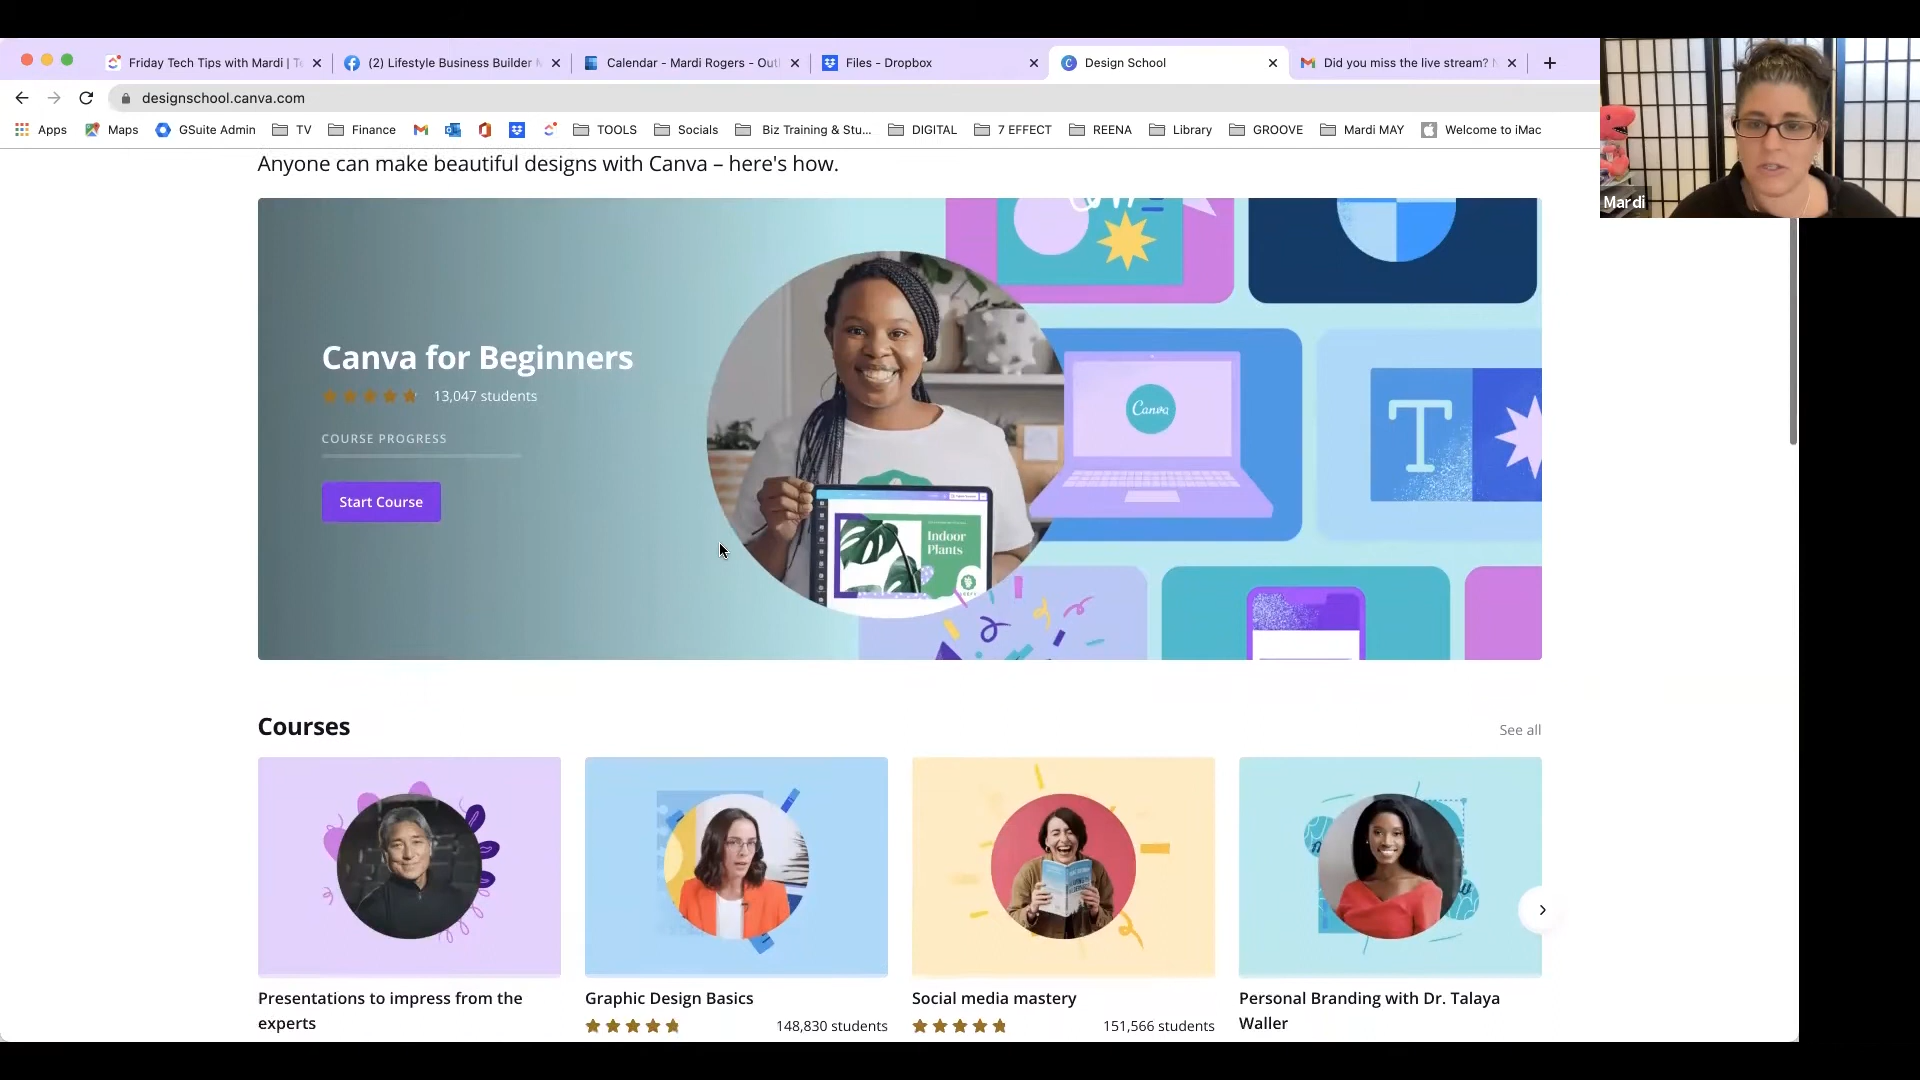 Friday Tech Tips with Mardi | Te
(2) Lifestyle Business Builder M
Calendar - Mardi Rogers - Outl
Files - Dropbox
Design School
Did you miss the live stream?
designschool.canva.com
Apps
Maps
GSuite Admin
TV
Finance
TOOLS
Socials
Biz Training & Stu...
DIGITAL
7 EFFECT
REENA
Library
GROOVE
Mardi MAY
Welcome to iMac
Mardi
Anyone can make beautiful designs with Canva – here's how.
Canva for Beginners
13,047 students
COURSE PROGRESS
Start Course
Indoor
Plants
Canva
T
Courses
See all
Presentations to impress from the
experts
Graphic Design Basics
148,830 students
Social media mastery
151,566 students
Personal Branding with Dr. Talaya
Waller